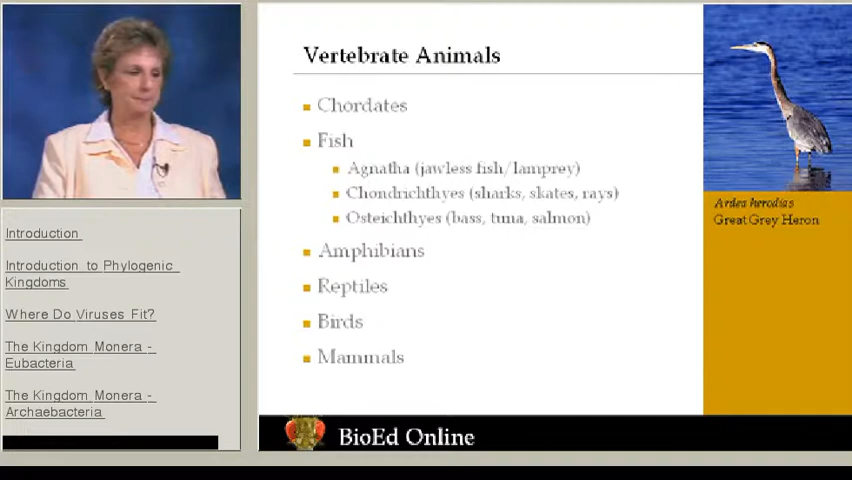 Vertebrate Animals
Chordates
Fish
Agnatha (jawless fish/lamprey)
Chondrichthyes (sharks, skates, rays)
Osteichthyes (bass, tuna, salmon)
Amphibians
Reptiles
Birds
Mammals
Ardea herodias
Great Grey Heron
Introduction
Introduction to Phylogenic
Kingdoms
Where Do Viruses Fit?
The Kingdom Monera -
Eubacteria
The Kingdom Monera -
Archaebacteria
BioEd Online